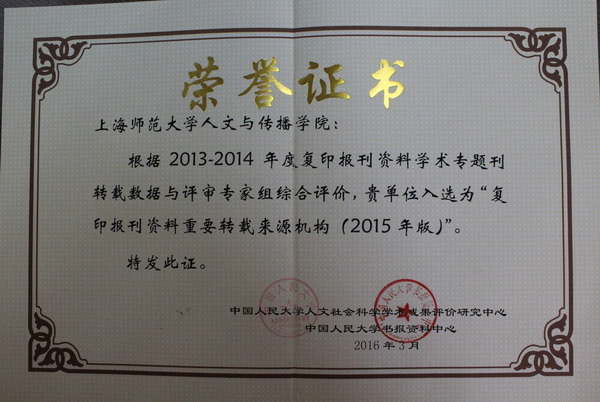 荣誉证书
上海师范大学人文与传播学院：
根据 2013-2014 年度复印报刊资料学术专题刊
转载数据与评审专家组综合评价，贵单位入选为“复
印报刊资料重要转载来源机构（2015 年版）”。
特发此证。
中国人民大学人文社会科学学术成果评价研究中心
中国人民大学书报资料中心
2016 年 3月